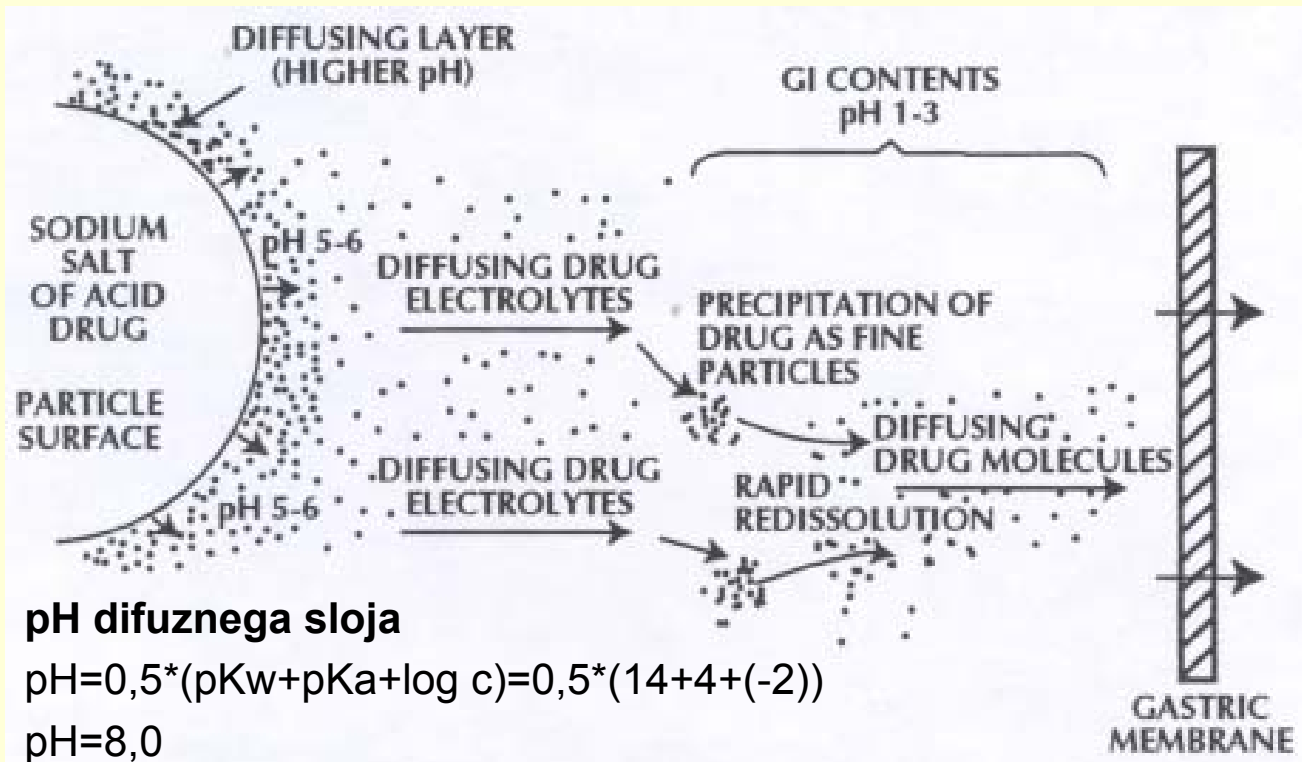 DIFFUSING LAYER
(HIGHER pH)
GI CONTENTS
pH 1-3
SODIUM
SALT
OF ACID
DRUG
PARTICLE
SURFACE
pH 5-6
pH 5-6
DIFFUSING DRUG
ELECTROLYTES
DIFFUSING DRUG
ELECTROLYTES
PRECIPITATION OF
DRUG AS FINE
PARTICLES
RAPID
REDISSOLUTION
DIFFUSING
DRUG MOLECULES
GASTRIC
MEMBRANE
pH difuznega sloja
pH=0,5*(pKw+pKa+log c)=0,5*(14+4+(-2))
pH=8,0